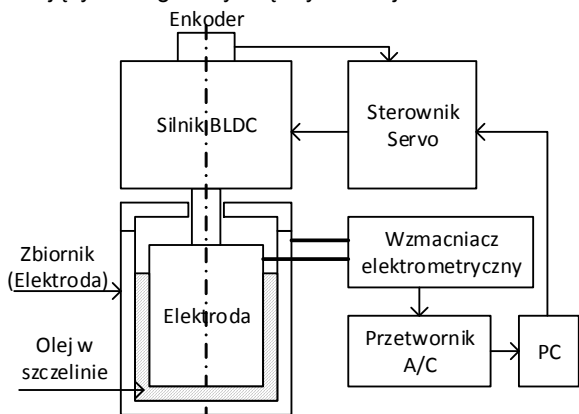 Enkoder
Silnik BLDC
Sterownik
Servo
Zbiornik
(Elektroda)
Elektroda
Wzmacniacz
elektrometryczny
Olej w
szczelinie
Przetwornik
A/C
PC